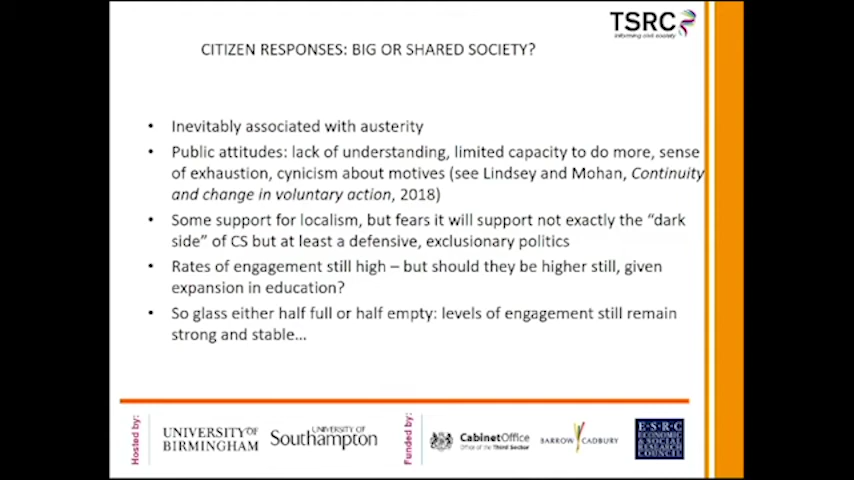 TSRC
informing civil society
CITIZEN RESPONSES: BIG OR SHARED SOCIETY?
• Inevitably associated with austerity
• Public attitudes: lack of understanding, limited capacity to do more, sense
of exhaustion, cynicism about motives (see Lindsey and Mohan, Continuity
and change in voluntary action, 2018)
• Some support for localism, but fears it will support not exactly the “dark
side” of CS but at least a defensive, exclusionary politics
• Rates of engagement still high – but should they be higher still, given
expansion in education?
• So glass either half full or half empty: levels of engagement still remain
strong and stable…
Hosted by:
UNIVERSITY OF
BIRMINGHAM
UNIVERSITY OF
Southampton
Funded by:
CabinetOffice
Office of the Third Sector
BARROW CADBURY
E·S·R·C
ECONOMIC
& SOCIAL
RESEARCH
COUNCIL